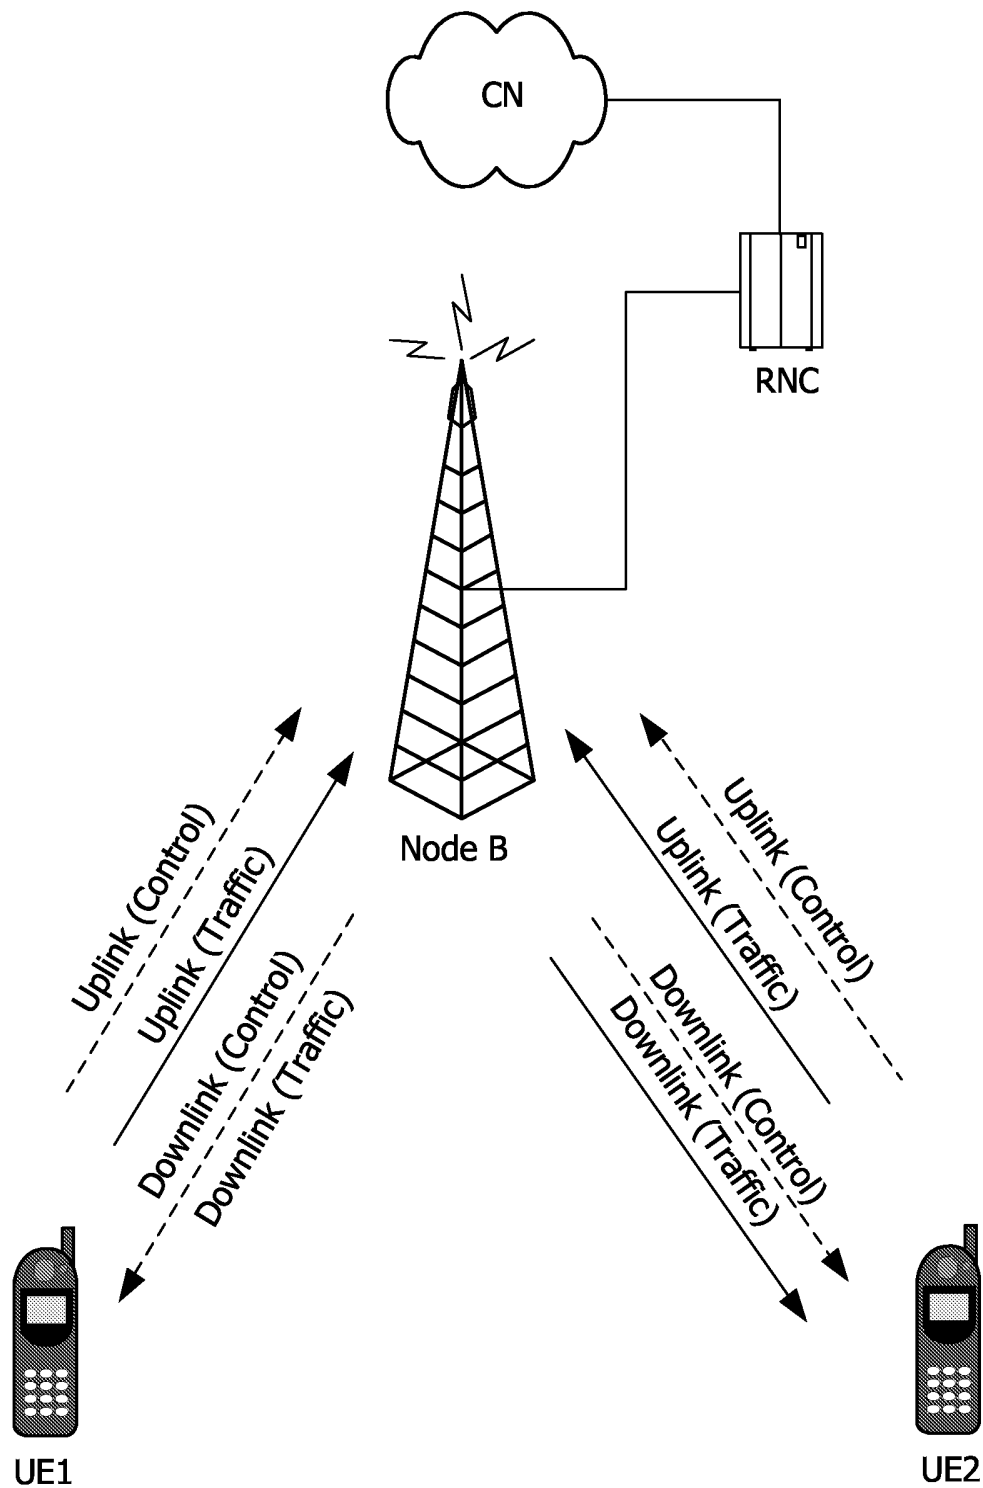 CN
RNC
Node B
Uplink (Control)
Uplink (Traffic)
Downlink (Control)
Downlink (Traffic)
Uplink (Control)
Uplink (Traffic)
Downlink (Control)
Downlink (Traffic)
UE1
UE2